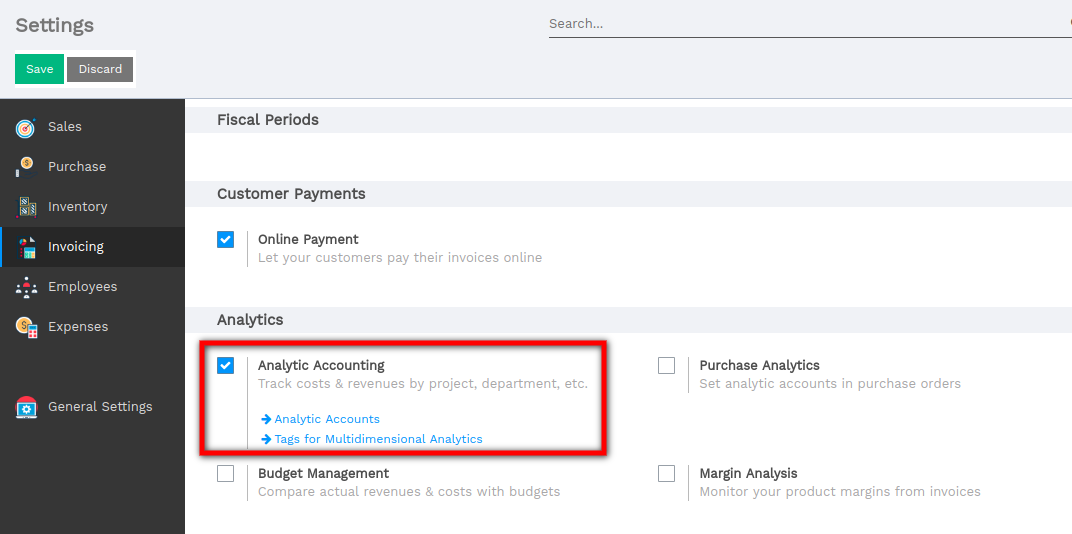 Settings
Search...
Save
Discard
Sales
Purchase
Inventory
Invoicing
Employees
Expenses
General Settings
Fiscal Periods
Customer Payments
Online Payment
Let your customers pay their invoices online
Analytics
Analytic Accounting
Track costs & revenues by project, department, etc.
Analytic Accounts
Tags for Multidimensional Analytics
Purchase Analytics
Set analytic accounts in purchase orders
Budget Management
Compare actual revenues & costs with budgets
Margin Analysis
Monitor your product margins from invoices